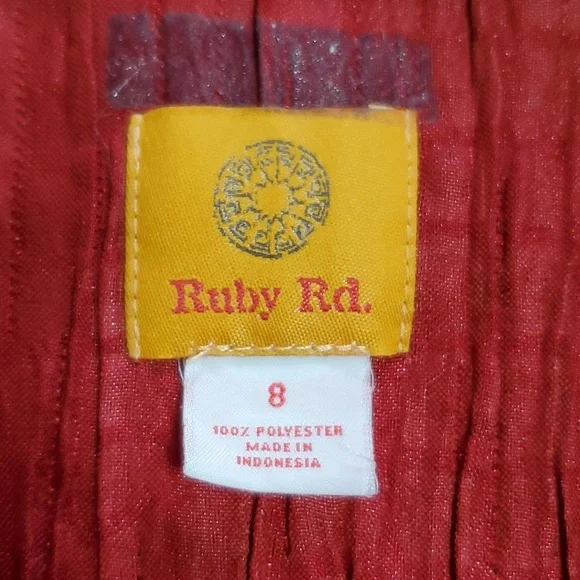 Ruby Rd.
8
100% POLYESTER
MADE IN
INDONESIA